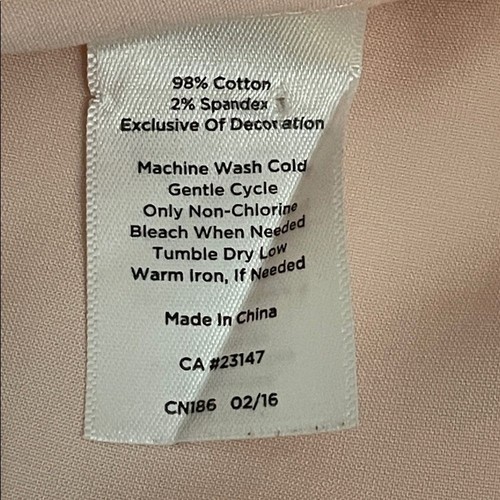 98% Cotton
2% Spandex
Exclusive Of Decoration
Machine Wash Cold
Gentle Cycle
Only Non-Chlorine
Bleach When Needed
Tumble Dry Low
Warm Iron, If Needed
Made In China
CA #23147
CN186 02/16